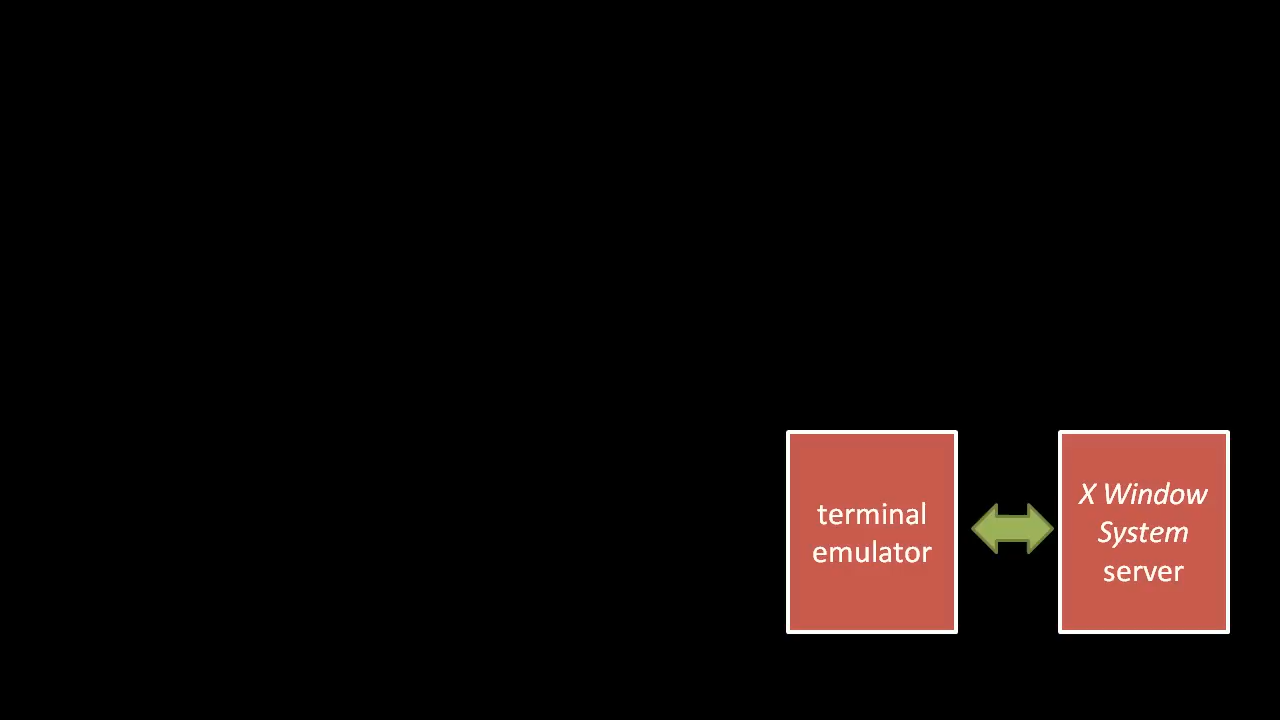 terminal
emulator
X Window
System
server